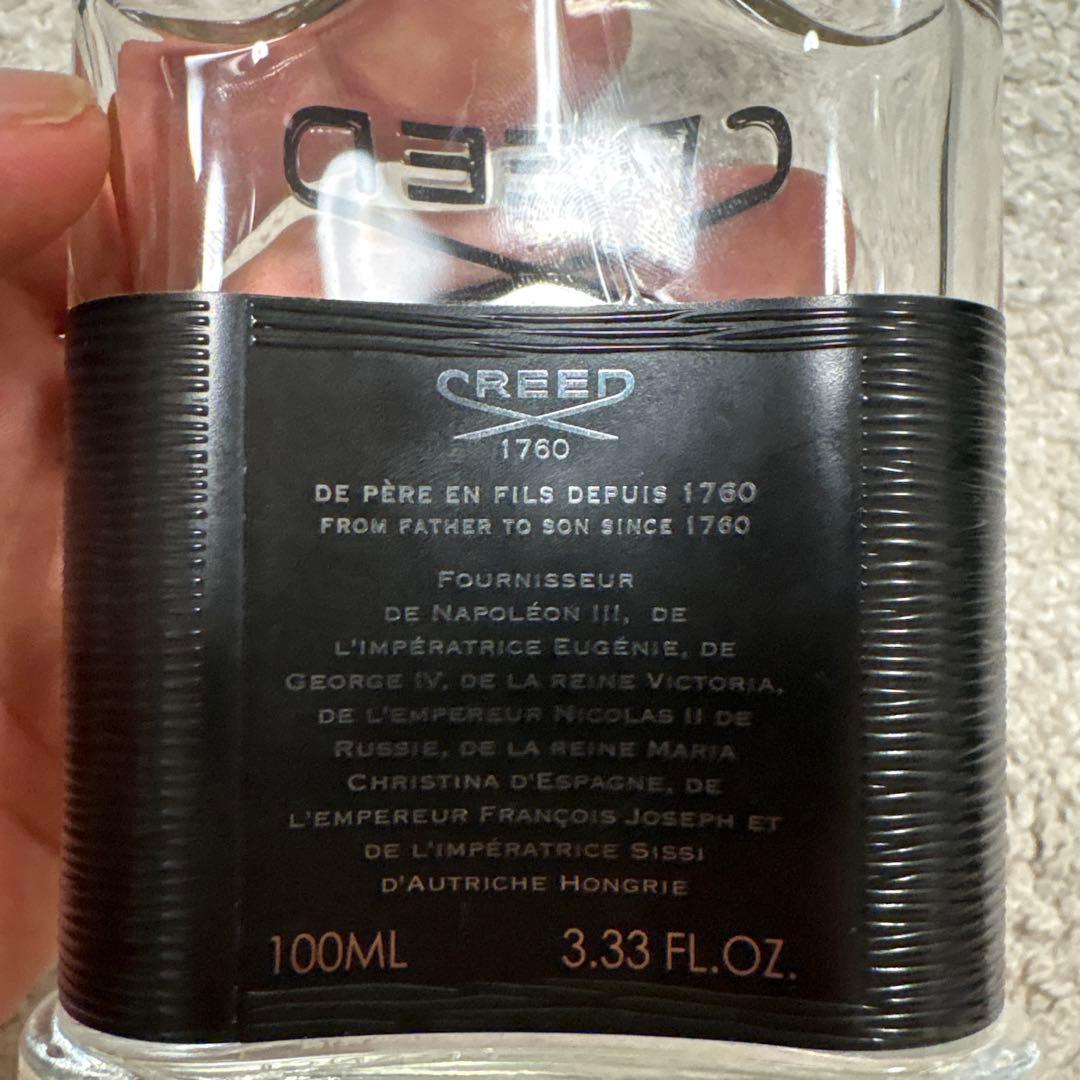 CREED
CREED
1760
DE PÈRE EN FILS DEPUIS 1760
FROM FATHER TO SON SINCE 1760
FOURNISSEUR
DE NAPOLÉON III, DE
L'IMPÉRATRICE EUGÉNIE, DE
GEORGE IV, DE LA REINE VICTORIA,
DE L'EMPEREUR NICOLAS II DE
RUSSIE, DE LA REINE MARIA
CHRISTINA D'ESPAGNE, DE
L'EMPEREUR FRANÇOIS JOSEPH ET
DE L'IMPÉRATRICE SISSI
D'AUTRICHE HONGRIE
100ML 3.33 FL.OZ.